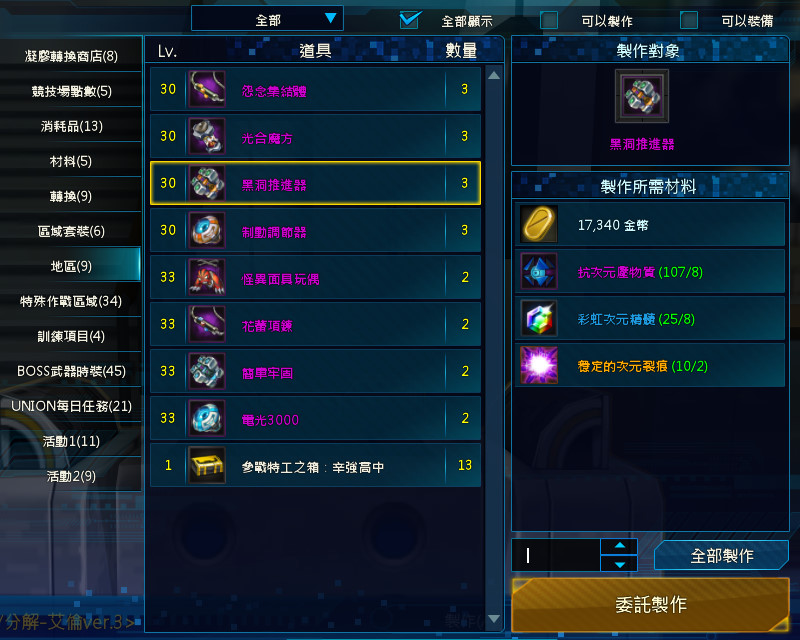 全部
全部顯示
可以製作
可以裝備
凝膠轉換商店(8)
競技場點數(5)
消耗品(13)
材料(5)
轉換(9)
區域套裝(6)
地區(9)
特殊作戰區域(34)
訓練項目(4)
BOSS武器時裝(45)
UNION每日任務(21)
活動1(11)
活動2(9)
Lv. 道具 數量
30 怨念集結體 3
30 光合魔方 3
30 黑洞推進器 3
30 制動調節器 3
33 怪異面具玩偶 2
33 花蕾項鍊 2
33 簡單牢固 2
33 電光3000 2
1 參戰特工之箱 : 幸強高中 13
製作對象
黑洞推進器
製作所需材料
17,340 金幣
抗次元塵物質 (107/8)
彩虹次元精髓 (25/8)
穩定的次元裂痕 (10/2)
全部製作
委託製作
/分解-艾倫ver.3>